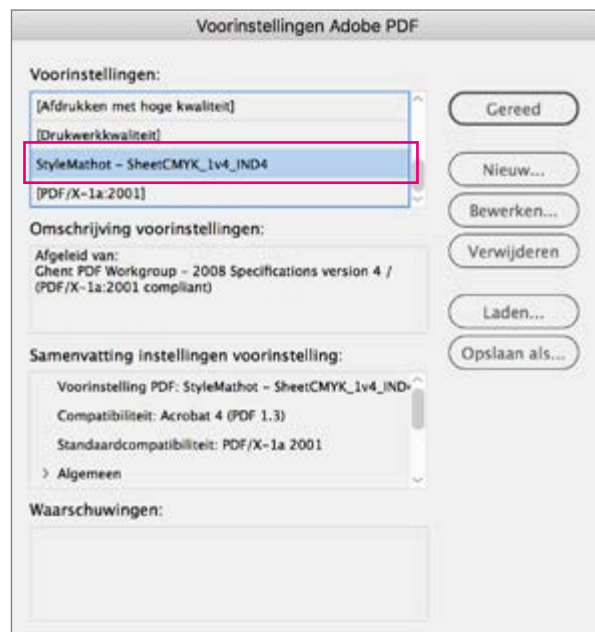 Voorinstellingen Adobe PDF
Voorinstellingen:
[Afdrukken met hoge kwaliteit]
[Drukwerkkwaliteit]
StyleMathot – SheetCMYK_1v4_IND4
[PDF/X-1a:2001]
Gereed
Nieuw...
Bewerken...
Verwijderen
Laden...
Opslaan als...
Omschrijving voorinstellingen:
Afgeleid van:
Ghent PDF Workgroup – 2008 Specifications version 4 /
(PDF/X-1a:2001 compliant)
Samenvatting instellingen voorinstelling:
Voorinstelling PDF: StyleMathot – SheetCMYK_1v4_IND
Compatibiliteit: Acrobat 4 (PDF 1.3)
Standaardcompatibiliteit: PDF/X-1a 2001
> Algemeen
Waarschuwingen: